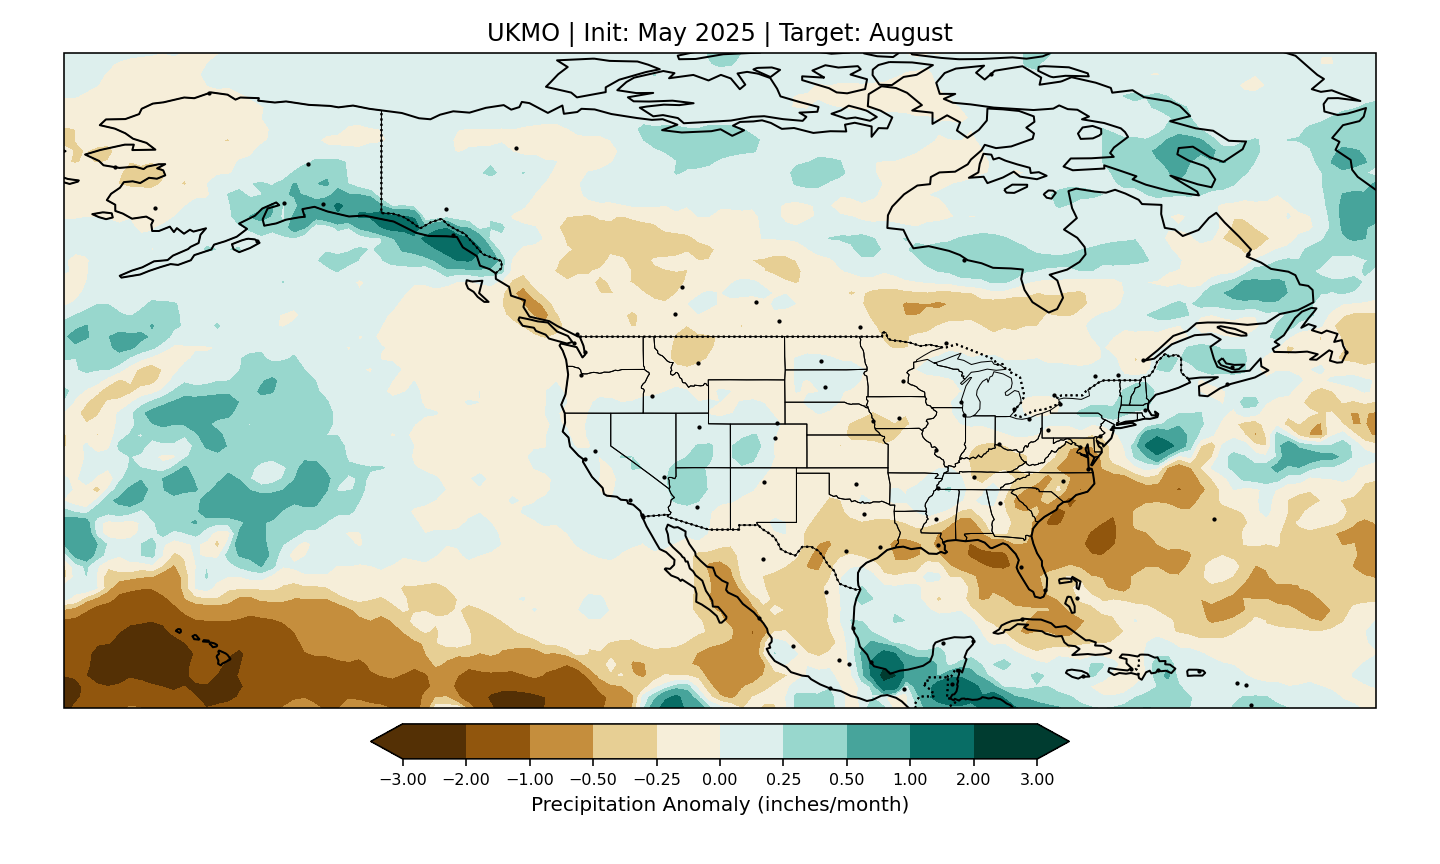 UKMO | Init: May 2025 | Target: August
−3.00 −2.00 −1.00 −0.50 −0.25 0.00 0.25 0.50 1.00 2.00 3.00
Precipitation Anomaly (inches/month)